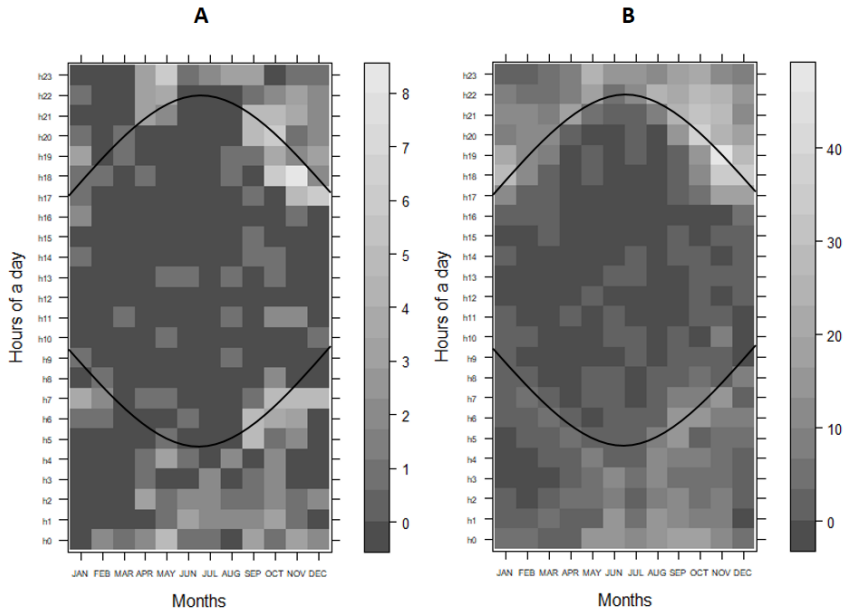 A
B
h23
h22
h21
h20
h19
h18
h17
h16
h15
h14
h13
h12
h11
h10
h9
h8
h7
h6
h5
h4
h3
h2
h1
h0
Hours of a day
JAN FEB MAR APR MAY JUN JUL AUG SEP OCT NOV DEC
Months
8
7
6
5
4
3
2
1
0
h23
h22
h21
h20
h19
h18
h17
h16
h15
h14
h13
h12
h11
h10
h9
h8
h7
h6
h5
h4
h3
h2
h1
h0
Hours of a day
JAN FEB MAR APR MAY JUN JUL AUG SEP OCT NOV DEC
Months
40
30
20
10
0